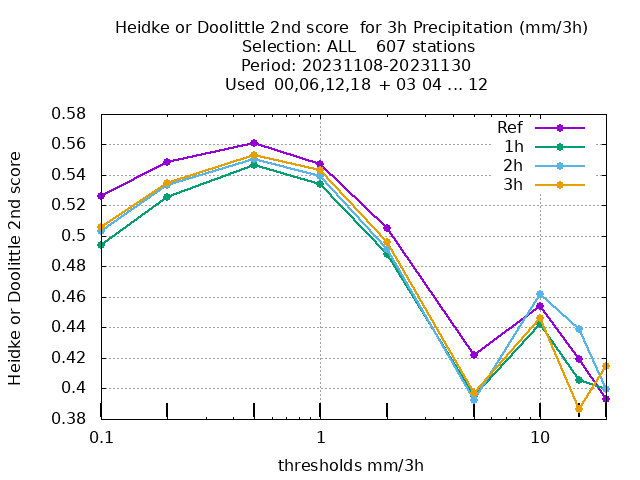 Heidke or Doolittle 2nd score  for 3h Precipitation (mm/3h)
Selection: ALL    607 stations
Period: 20231108-20231130
Used  00,06,12,18  + 03 04 ... 12
Heidke or Doolittle 2nd score
0.58
0.56
0.54
0.52
0.5
0.48
0.46
0.44
0.42
0.4
0.38
Ref
1h
2h
3h
0.1
1
10
thresholds mm/3h